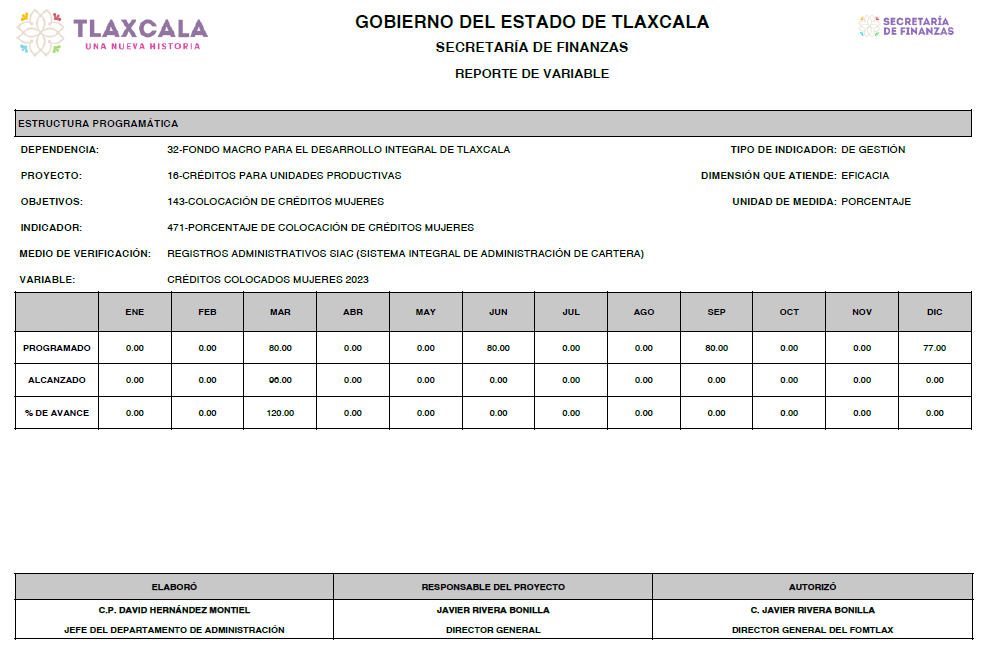 TLAXCALA
UNA NUEVA HISTORIA
GOBIERNO DEL ESTADO DE TLAXCALA
SECRETARÍA DE FINANZAS
REPORTE DE VARIABLE
SECRETARÍA
DE FINANZAS
ESTRUCTURA PROGRAMÁTICA
DEPENDENCIA: 32-FONDO MACRO PARA EL DESARROLLO INTEGRAL DE TLAXCALA TIPO DE INDICADOR: DE GESTIÓN
PROYECTO: 16-CRÉDITOS PARA UNIDADES PRODUCTIVAS DIMENSIÓN QUE ATIENDE: EFICACIA
OBJETIVOS: 143-COLOCACIÓN DE CRÉDITOS MUJERES UNIDAD DE MEDIDA: PORCENTAJE
INDICADOR: 471-PORCENTAJE DE COLOCACIÓN DE CRÉDITOS MUJERES
MEDIO DE VERIFICACIÓN: REGISTROS ADMINISTRATIVOS SIAC (SISTEMA INTEGRAL DE ADMINISTRACIÓN DE CARTERA)
VARIABLE: CRÉDITOS COLOCADOS MUJERES 2023
ENE FEB MAR ABR MAY JUN JUL AGO SEP OCT NOV DIC
PROGRAMADO 0.00 0.00 80.00 0.00 0.00 80.00 0.00 0.00 80.00 0.00 0.00 77.00
ALCANZADO 0.00 0.00 96.00 0.00 0.00 0.00 0.00 0.00 0.00 0.00 0.00 0.00
% DE AVANCE 0.00 0.00 120.00 0.00 0.00 0.00 0.00 0.00 0.00 0.00 0.00 0.00
ELABORÓ RESPONSABLE DEL PROYECTO AUTORIZÓ
C.P. DAVID HERNÁNDEZ MONTIEL JAVIER RIVERA BONILLA C. JAVIER RIVERA BONILLA
JEFE DEL DEPARTAMENTO DE ADMINISTRACIÓN DIRECTOR GENERAL DIRECTOR GENERAL DEL FOMTLAX